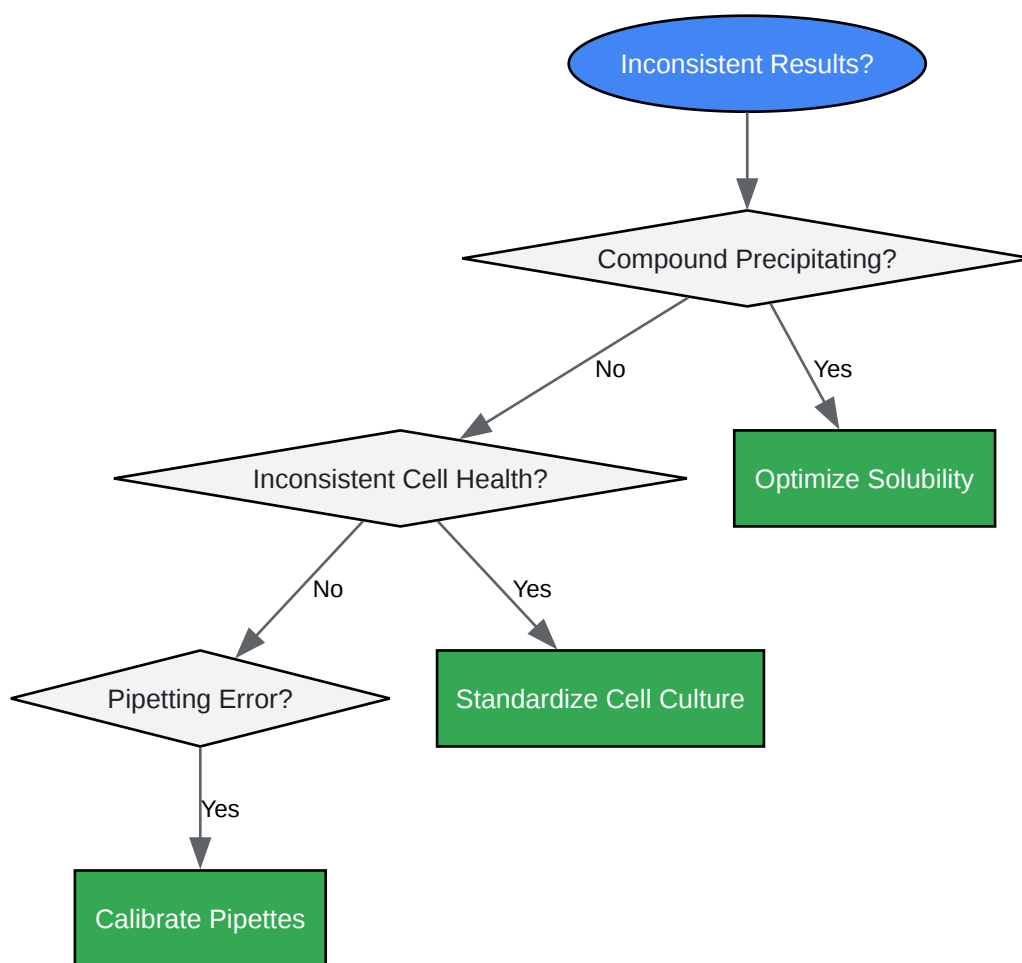 Inconsistent Results?
Compound Precipitating?
No
Yes
Inconsistent Cell Health?
Optimize Solubility
No
Yes
Pipetting Error?
Standardize Cell Culture
Yes
Calibrate Pipettes